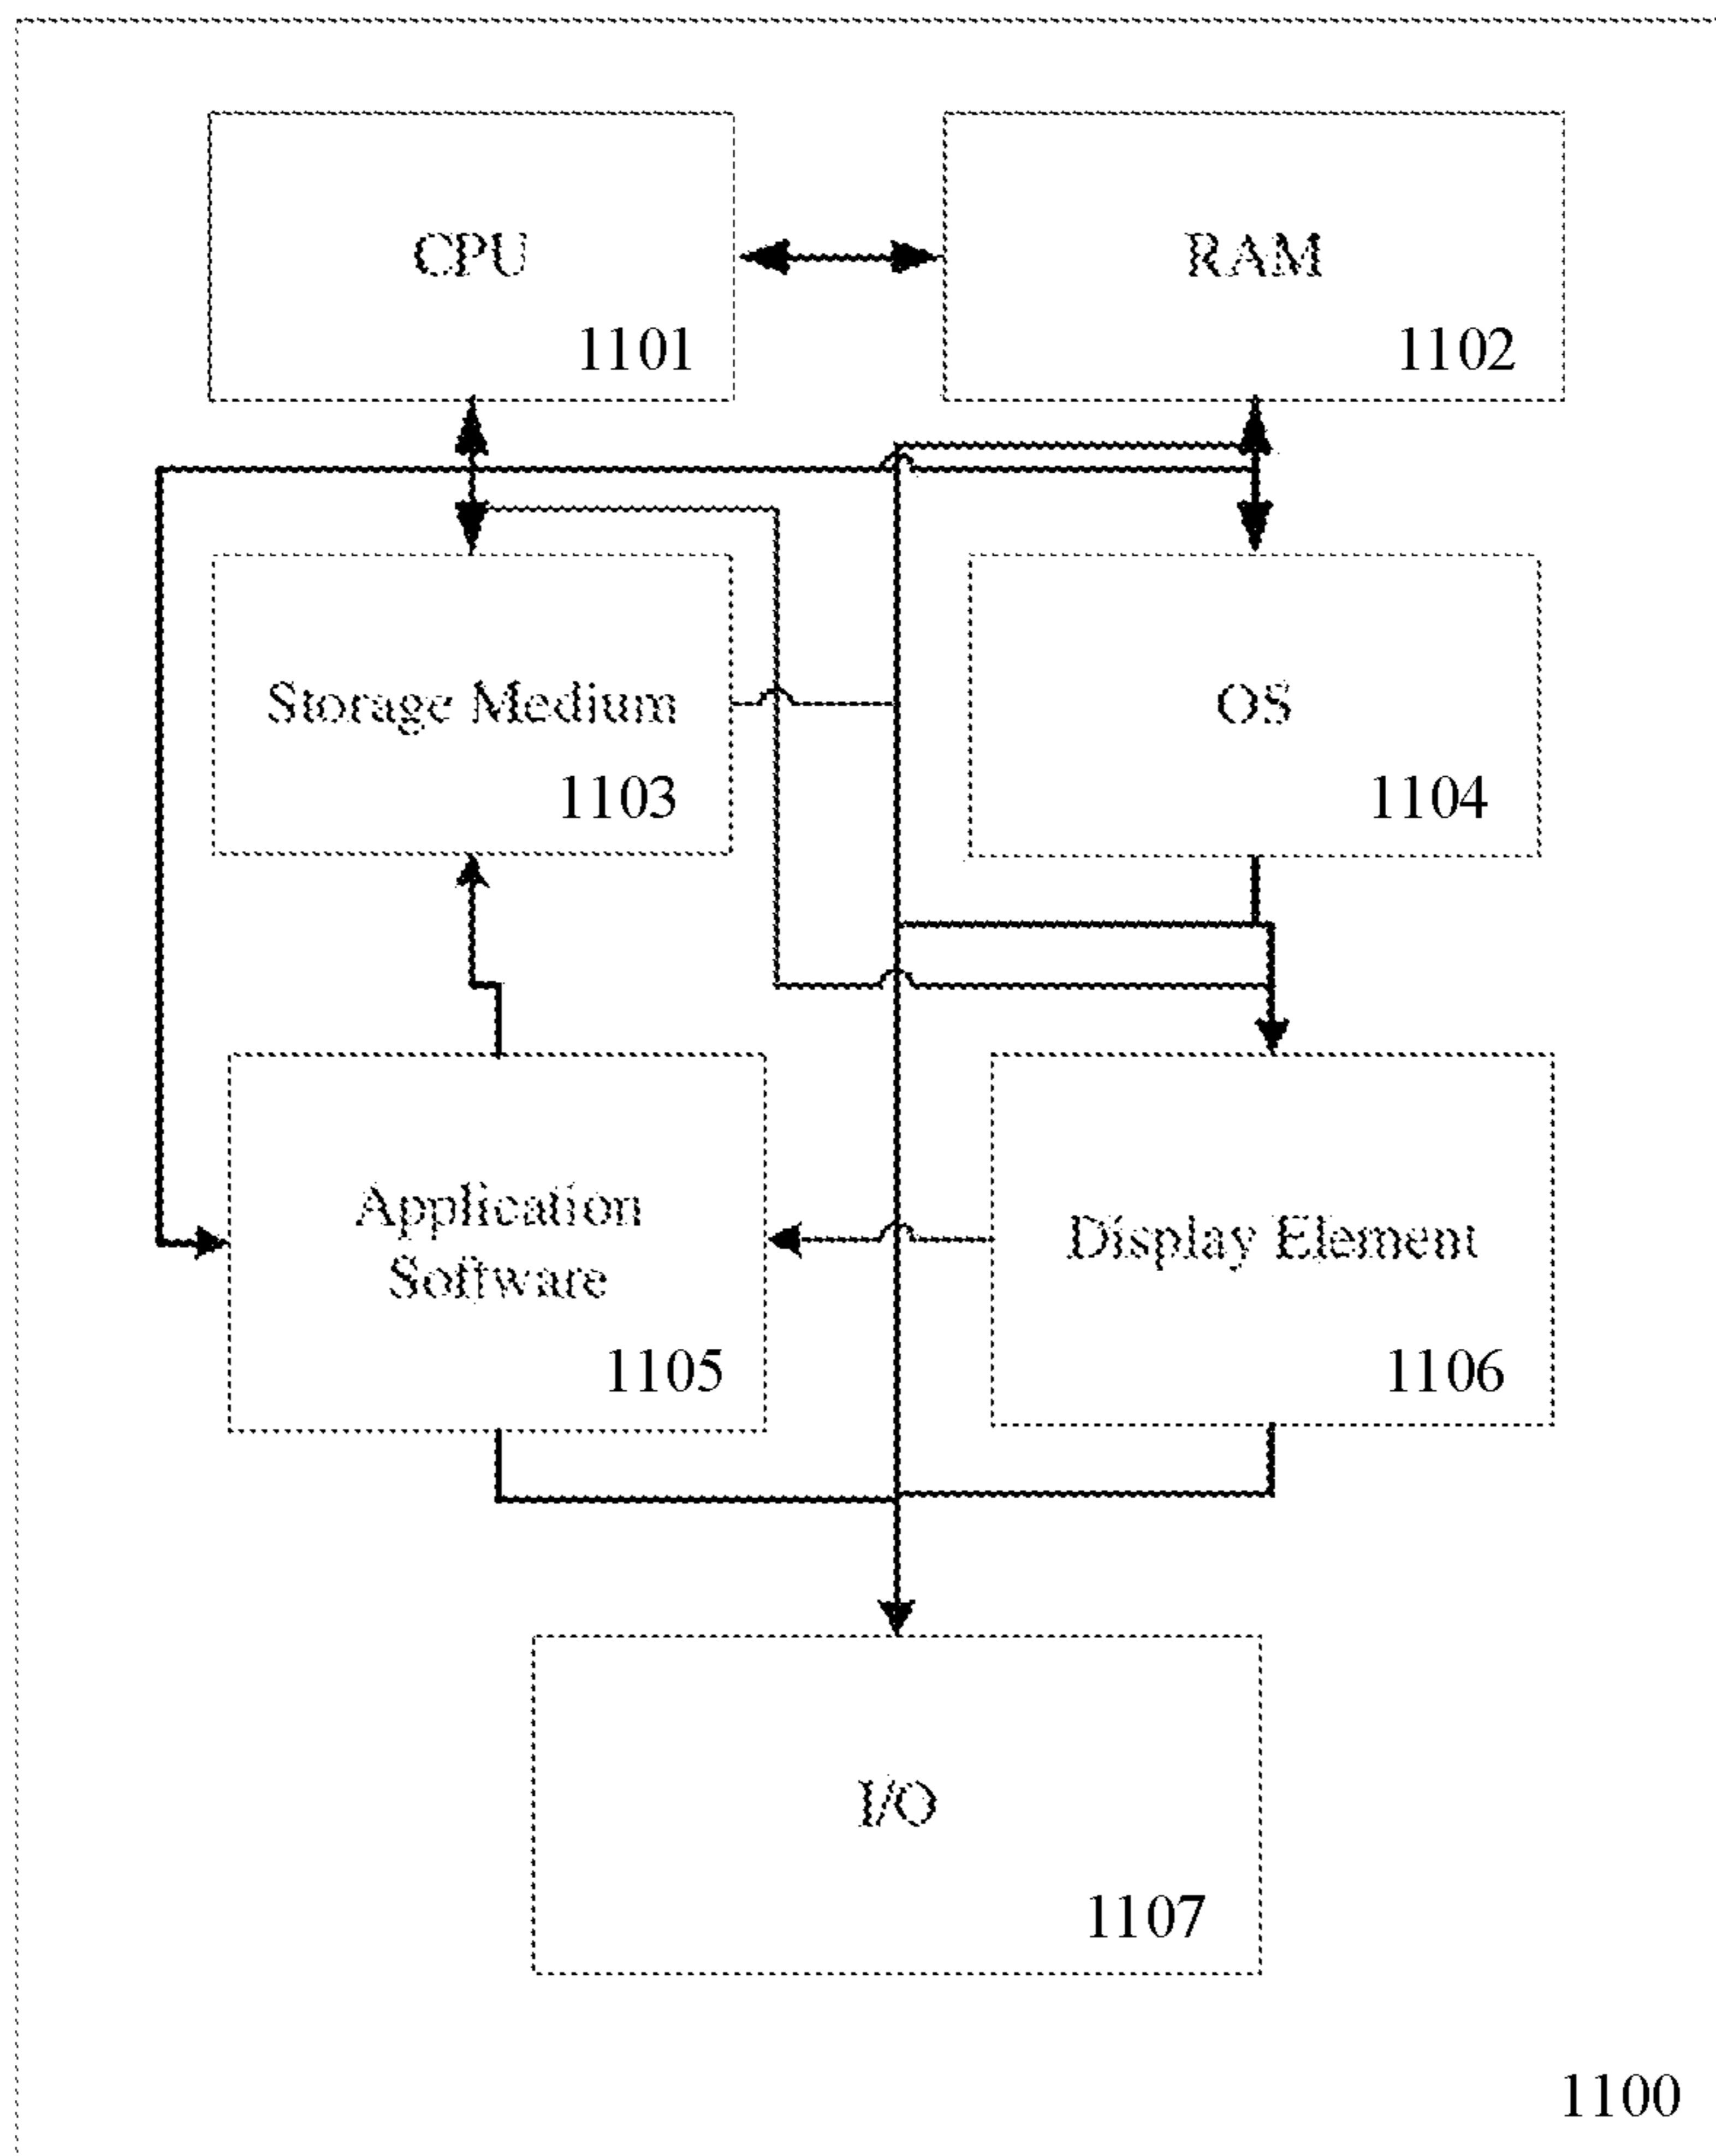 CPU
1101
RAM
1102
Storage Medium
1103
OS
1104
Application
Software
1105
Display Element
1106
I/O
1107
1100